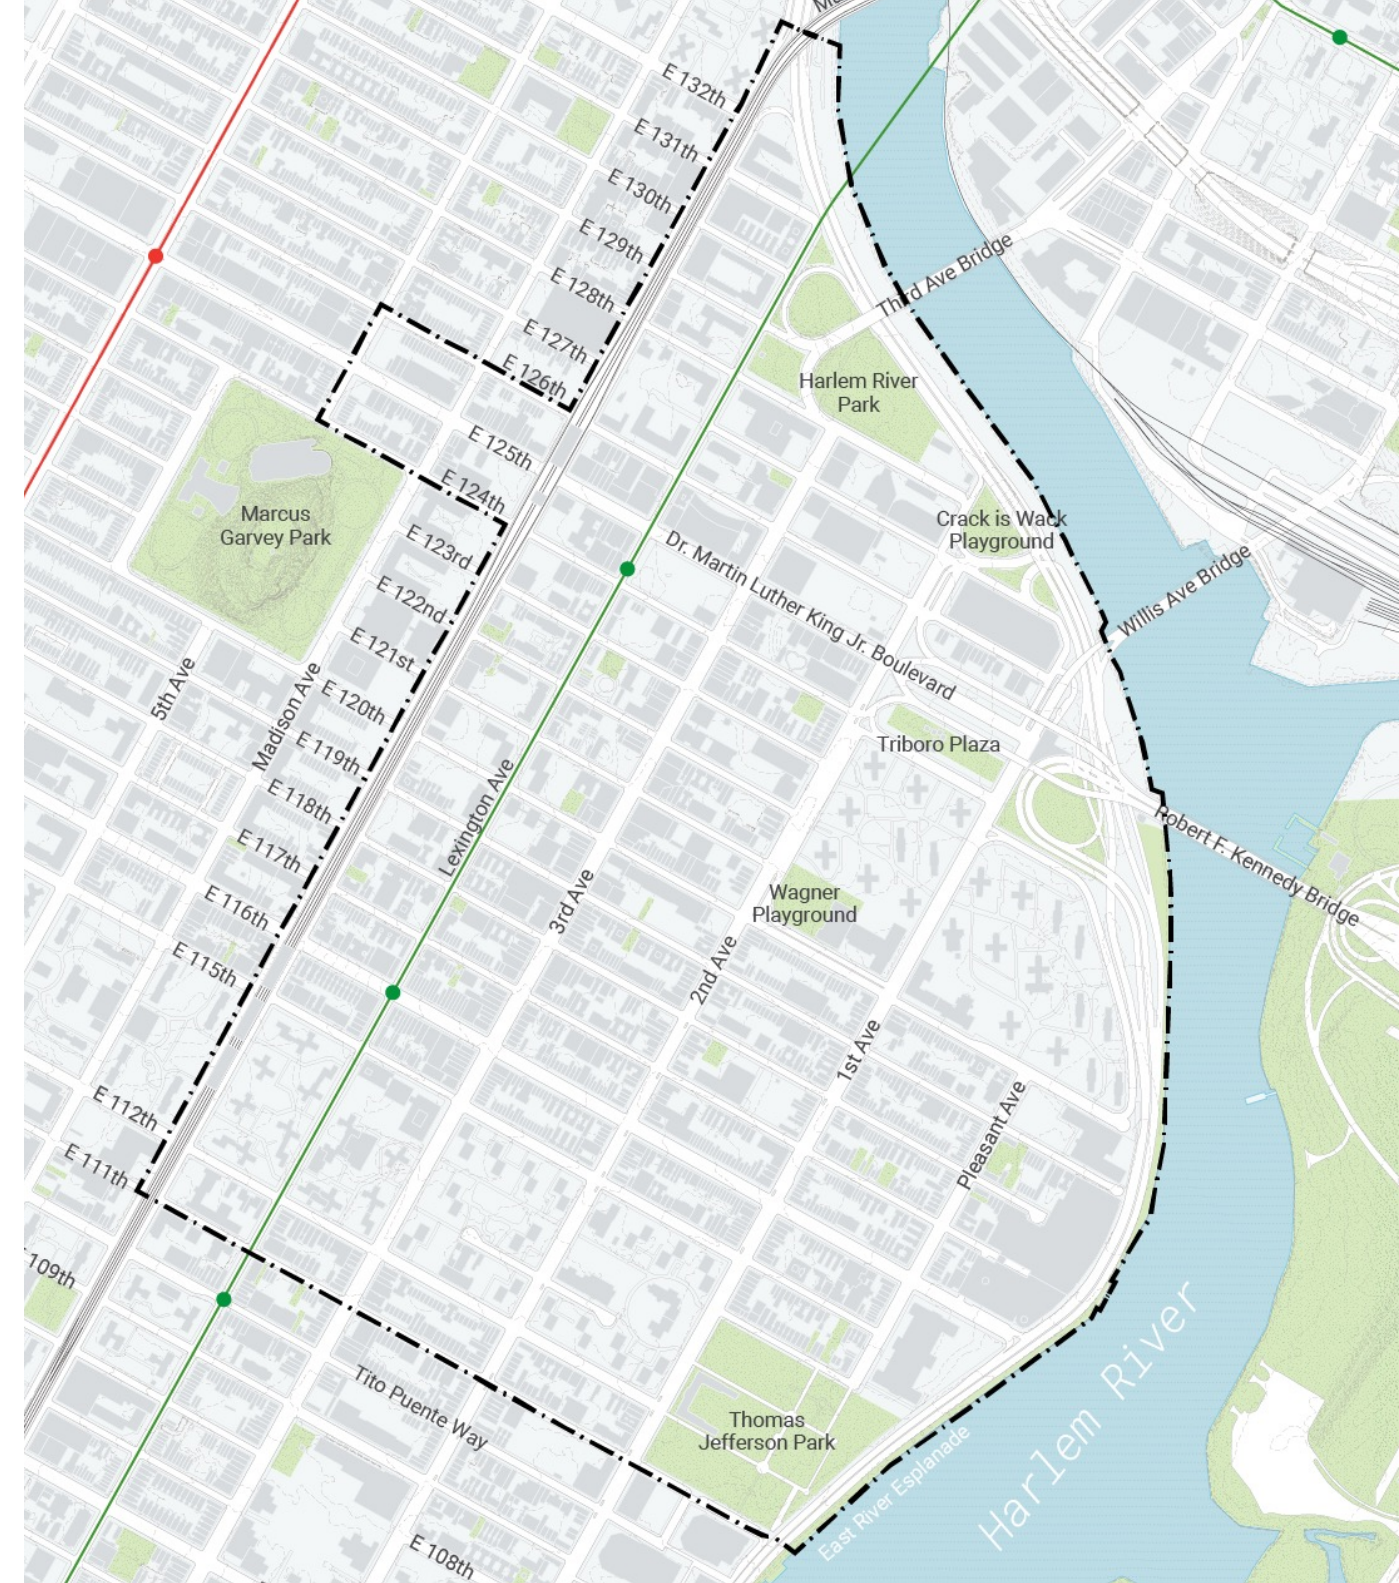 E 132th
E 131th
E 130th
E 129th
E 128th
E 127th
E 126th
Third Ave Bridge
Harlem River
Park
E 125th
E 124th
Marcus
Garvey Park
E 123rd
Crack is Wack
Playground
Dr. Martin Luther King Jr. Boulevard
Willis Ave Bridge
E 122nd
E 121st
5th Ave
Madison Ave
E 120th
E 119th
Triboro Plaza
E 118th
Lexington Ave
Robert F. Kennedy Bridge
E 117th
3rd Ave
Wagner
Playground
E 116th
E 115th
2nd Ave
1st Ave
Pleasant Ave
E 112th
E 111th
109th
Tito Puente Way
Thomas
Jefferson Park
East River Esplanade
Harlem River
E 108th